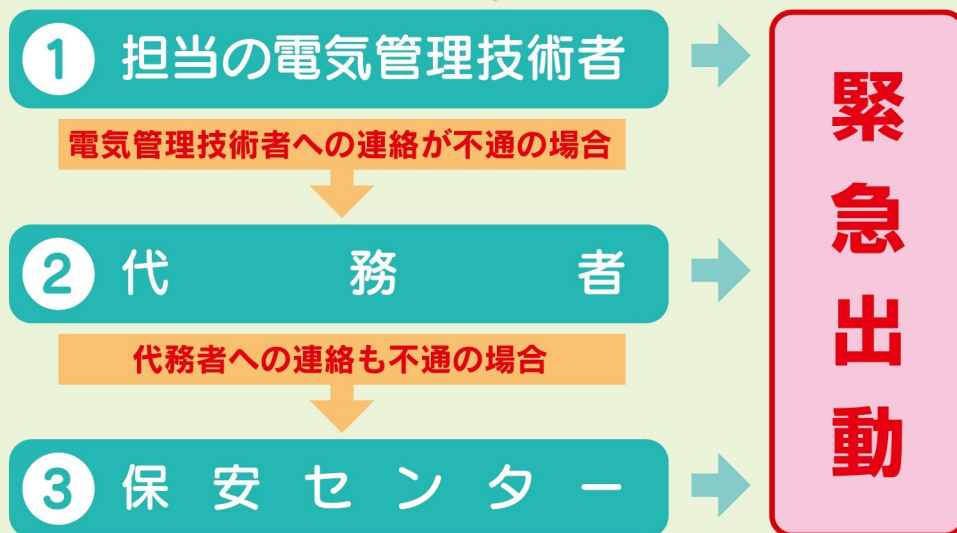 1 担当の電気管理技術者
電気管理技術者への連絡が不通の場合
2 代務者
代務者への連絡も不通の場合
3 保安センター
緊急出動